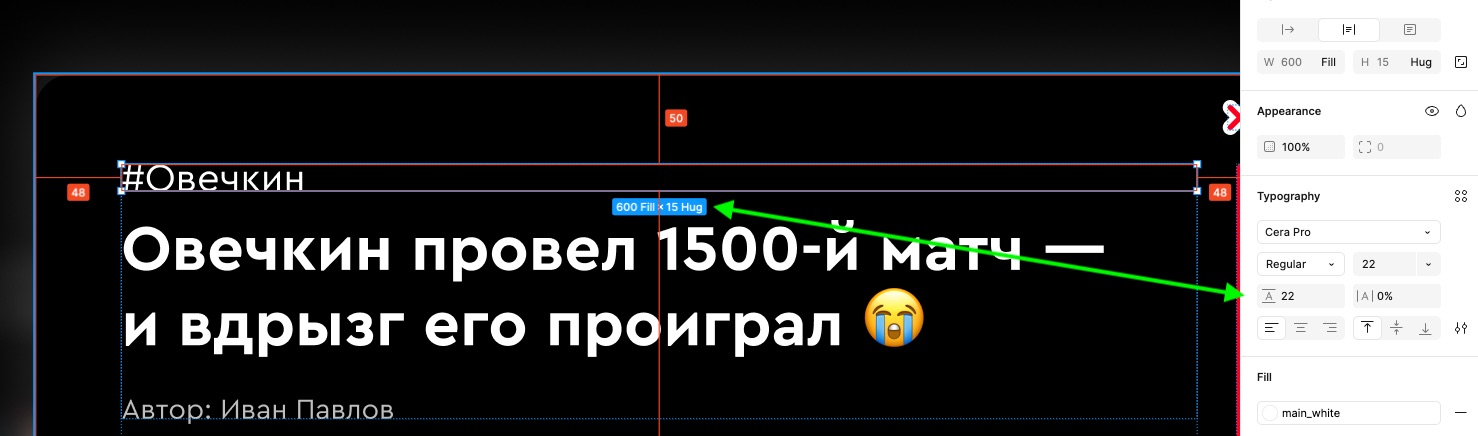 W 600 Fill H 15 Hug
Appearance
50
100% 0
#Овечкин
48
48
Typography
600 Fill × 15 Hug
Cera Pro
Овечкин провел 1500-й матч —
Regular 22
22 0%
и вдрызг его проиграл 😭
Fill
Автор: Иван Павлов
main_white